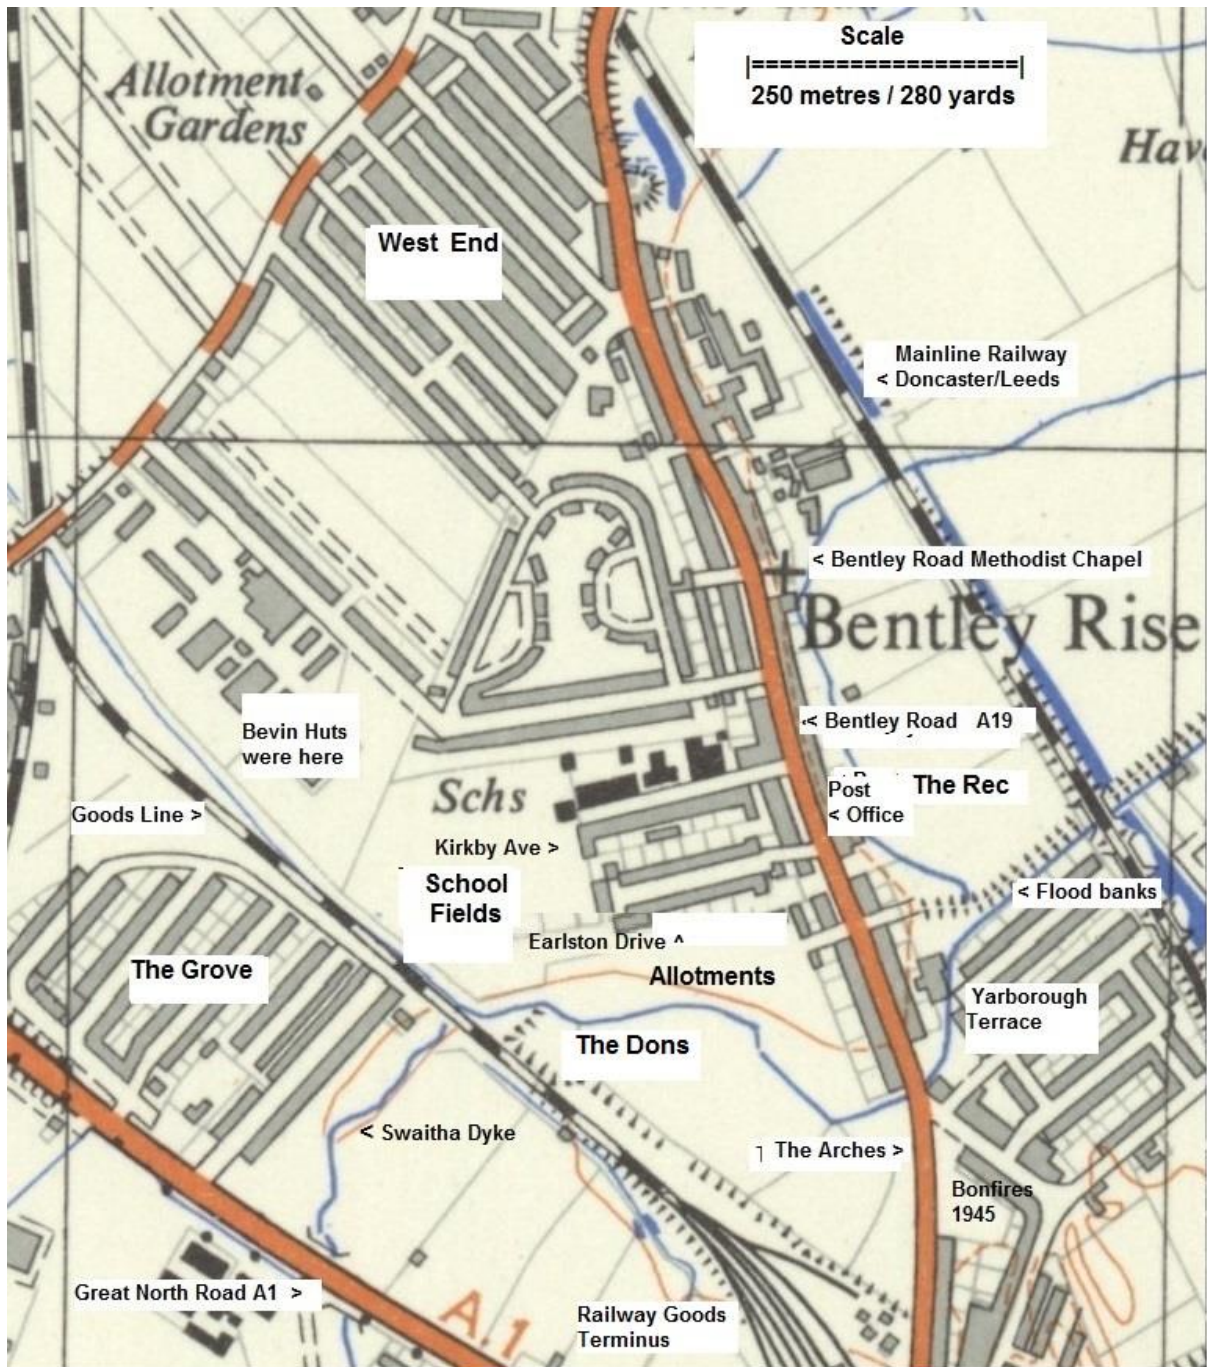 Scale
|===================|
250 metres / 280 yards
Allotment
Gardens
West End
Mainline Railway
< Doncaster/Leeds
< Bentley Road Methodist Chapel
Bentley Rise
< Bentley Road A19
Bevin Huts
were here
The Rec
Post
< Office
Schs
Goods Line >
Kirkby Ave >
School
Fields
< Flood banks
Earlston Drive ^
The Grove
Allotments
Yarborough
Terrace
The Dons
< Swaitha Dyke
The Arches >
Bonfires
1945
Great North Road A1 >
A.1
Railway Goods
Terminus